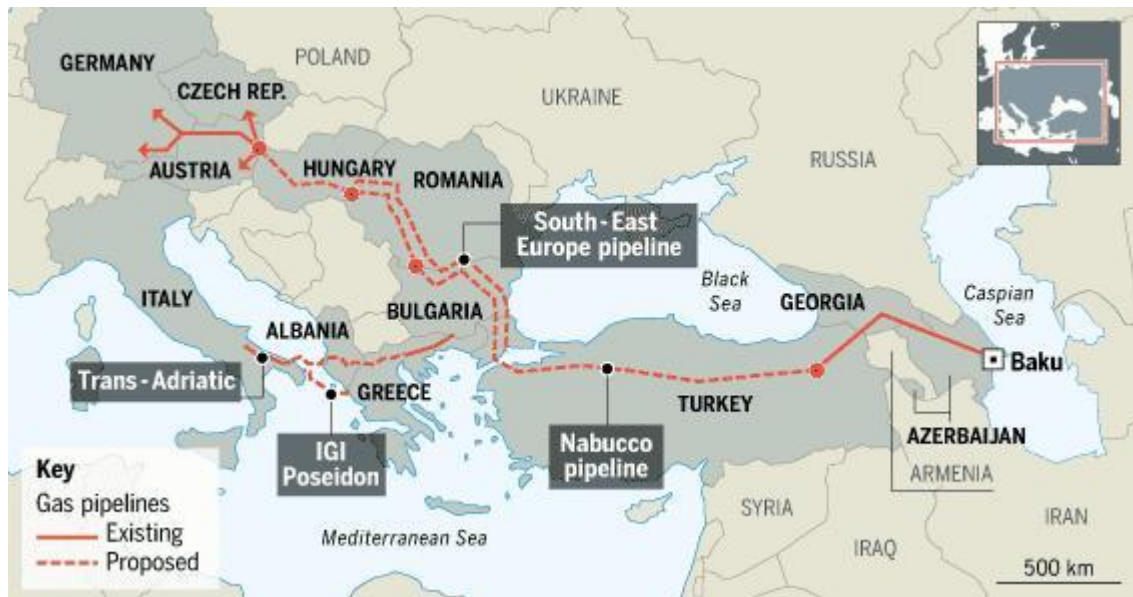 GERMANY
POLAND
CZECH REP.
UKRAINE
AUSTRIA
HUNGARY
ROMANIA
RUSSIA
South-East
Europe pipeline
Black
Sea
Caspian
Sea
GEORGIA
ITALY
ALBANIA
BULGARIA
Baku
Trans-Adriatic
GREECE
TURKEY
AZERBAIJAN
ARMENIA
IGI
Poseidon
Nabucco
pipeline
SYRIA
IRAQ
IRAN
Mediterranean Sea
Key
Gas pipelines
Existing
Proposed
500 km